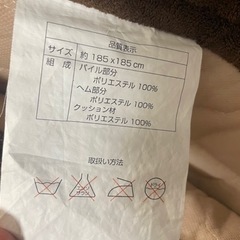 品質表示
サイズ 約 185 x 185 cm
組成 パイル部分
ポリエステル 100%
ヘム部分
ポリエステル 100%
クッション材
ポリエステル 100%
取扱い方法